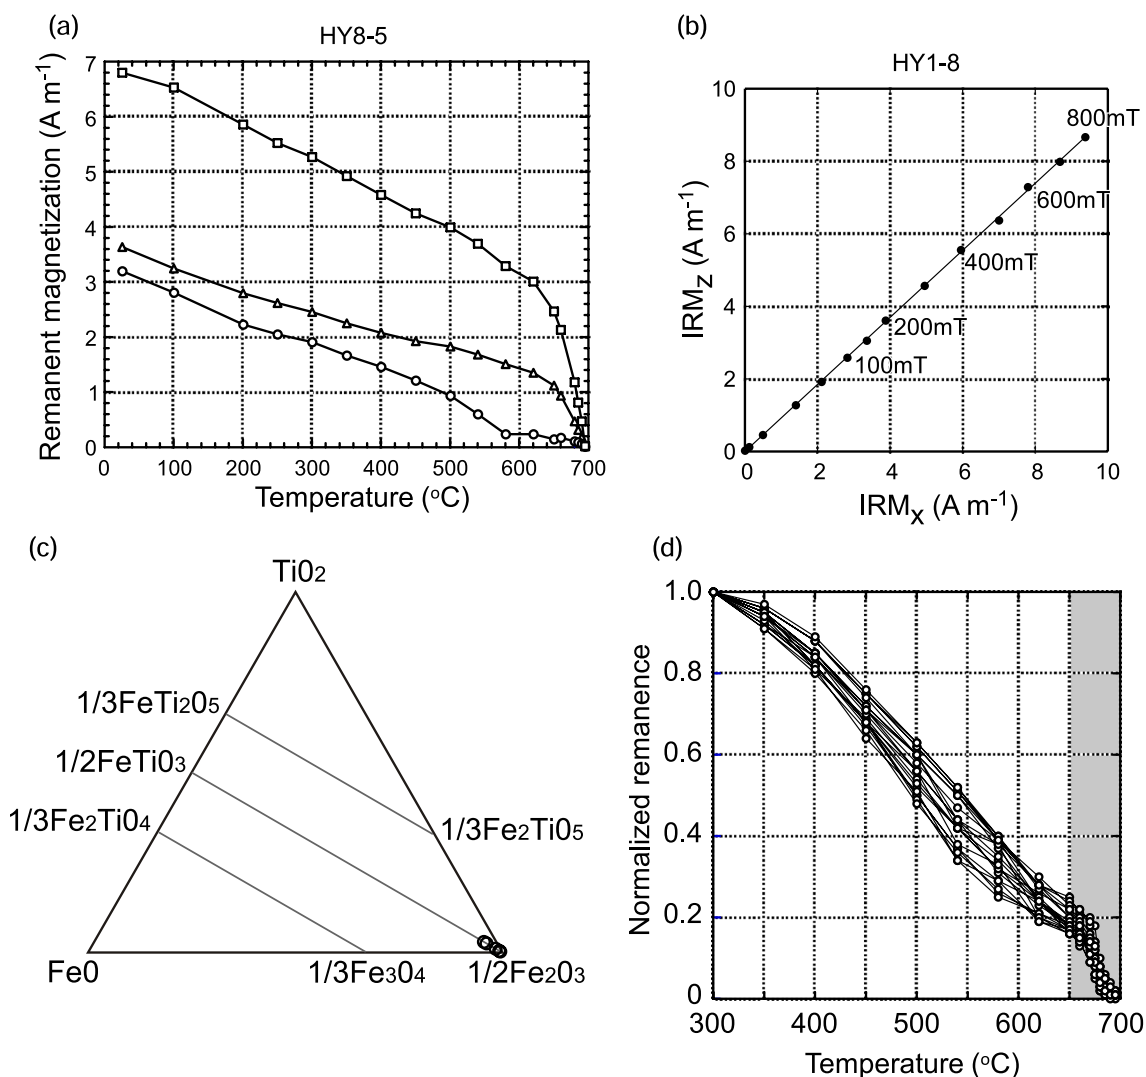 (a)
HY8-5
Remanent magnetization (A m⁻¹)
7
6
5
4
3
2
1
0
0 100 200 300 400 500 600 700
Temperature (°C)
(b)
HY1-8
IRMZ (A m⁻¹)
10
8
6
4
2
0
800mT
600mT
400mT
200mT
100mT
0 2 4 6 8 10
IRMX (A m⁻¹)
(c)
Ti0₂
1/3FeTi₂0₅
1/2FeTi0₃
1/3Fe₂Ti0₄
1/3Fe₂Ti0₅
Fe0
1/3Fe₃0₄
1/2Fe₂0₃
(d)
Normalized remanence
1.0
0.8
0.6
0.4
0.2
0
300 400 500 600 700
Temperature (°C)